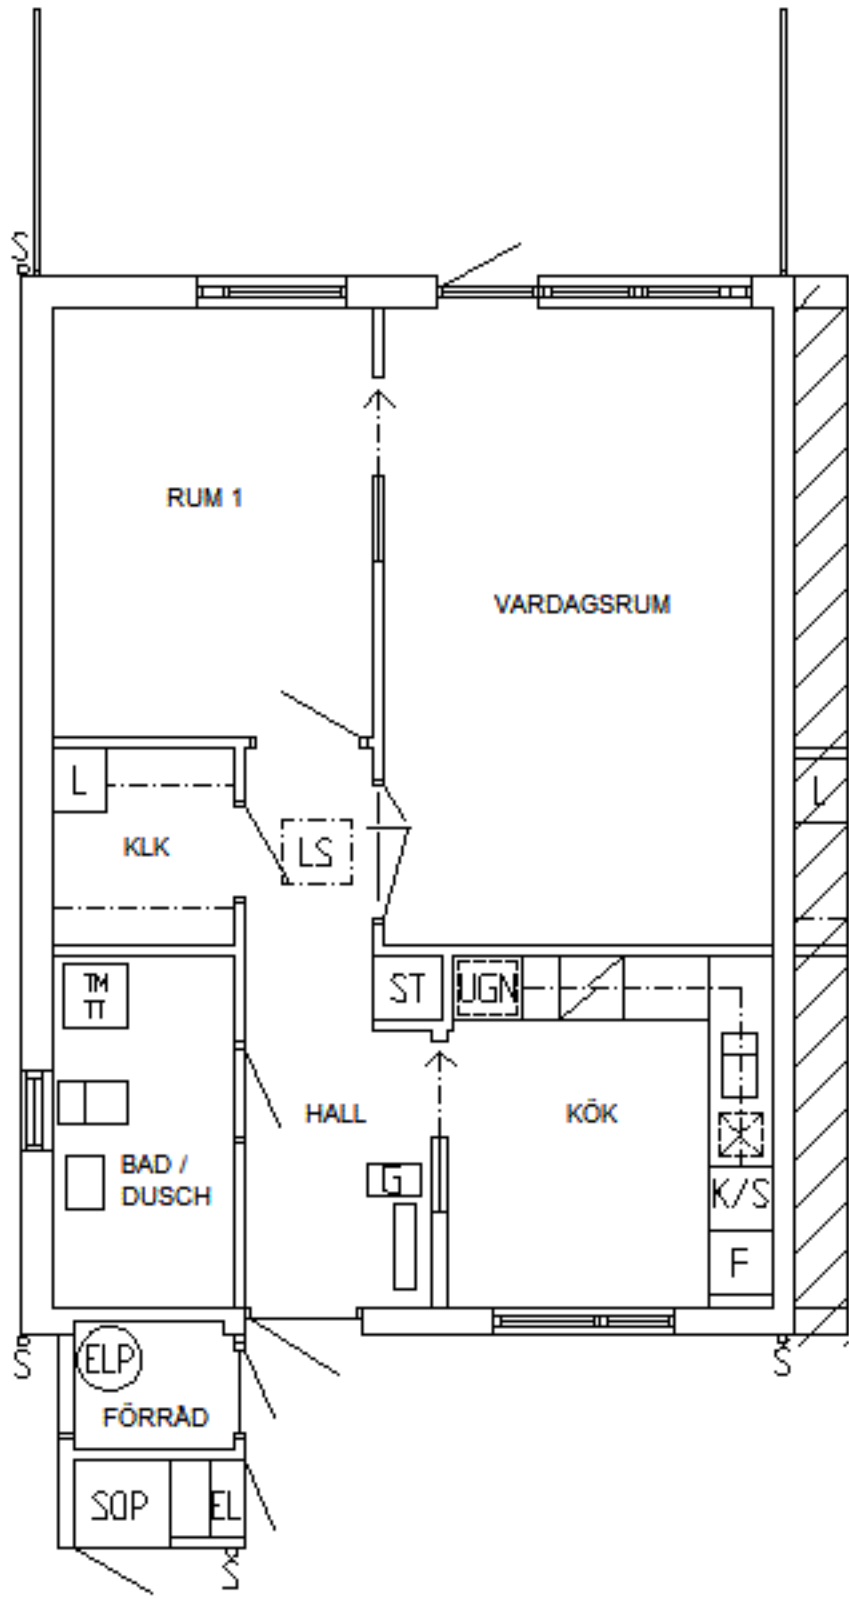 S
RUM 1
VARDAGSRUM
L
L
KLK
LS
TM
TT
ST
UGN
HALL
KÖK
BAD /
DUSCH
G
K/S
F
S
S
ELP
FÖRRÅD
SOP
EL
S